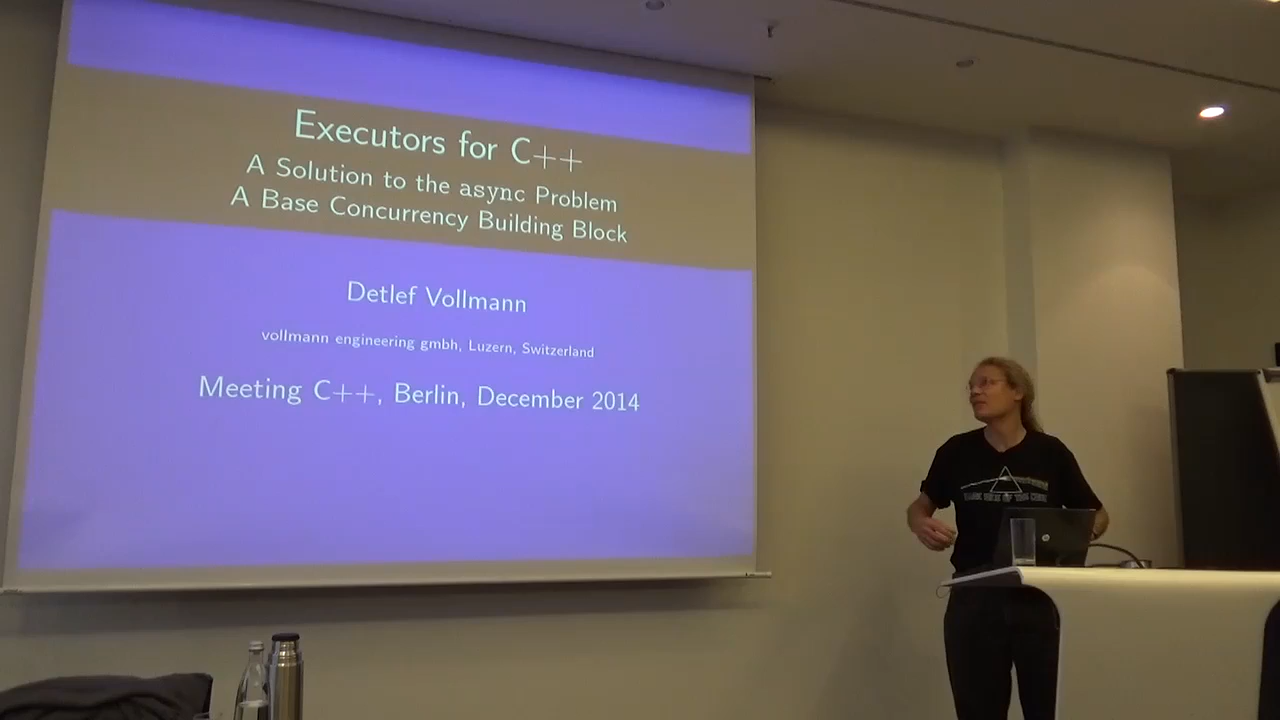 Executors for C++
A Solution to the async Problem
A Base Concurrency Building Block
Detlef Vollmann
vollmann engineering gmbh, Luzern, Switzerland
Meeting C++, Berlin, December 2014